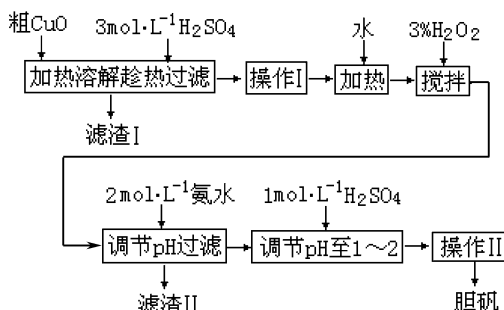 粗CuO 3mol·L⁻¹H₂SO₄ 水 3%H₂O₂
加热溶解趁热过滤 操作I 加热 搅拌
滤渣I
2mol·L⁻¹氨水 1mol·L⁻¹H₂SO₄
调节pH过滤 调节pH至1～2 操作II
滤渣II 胆矾